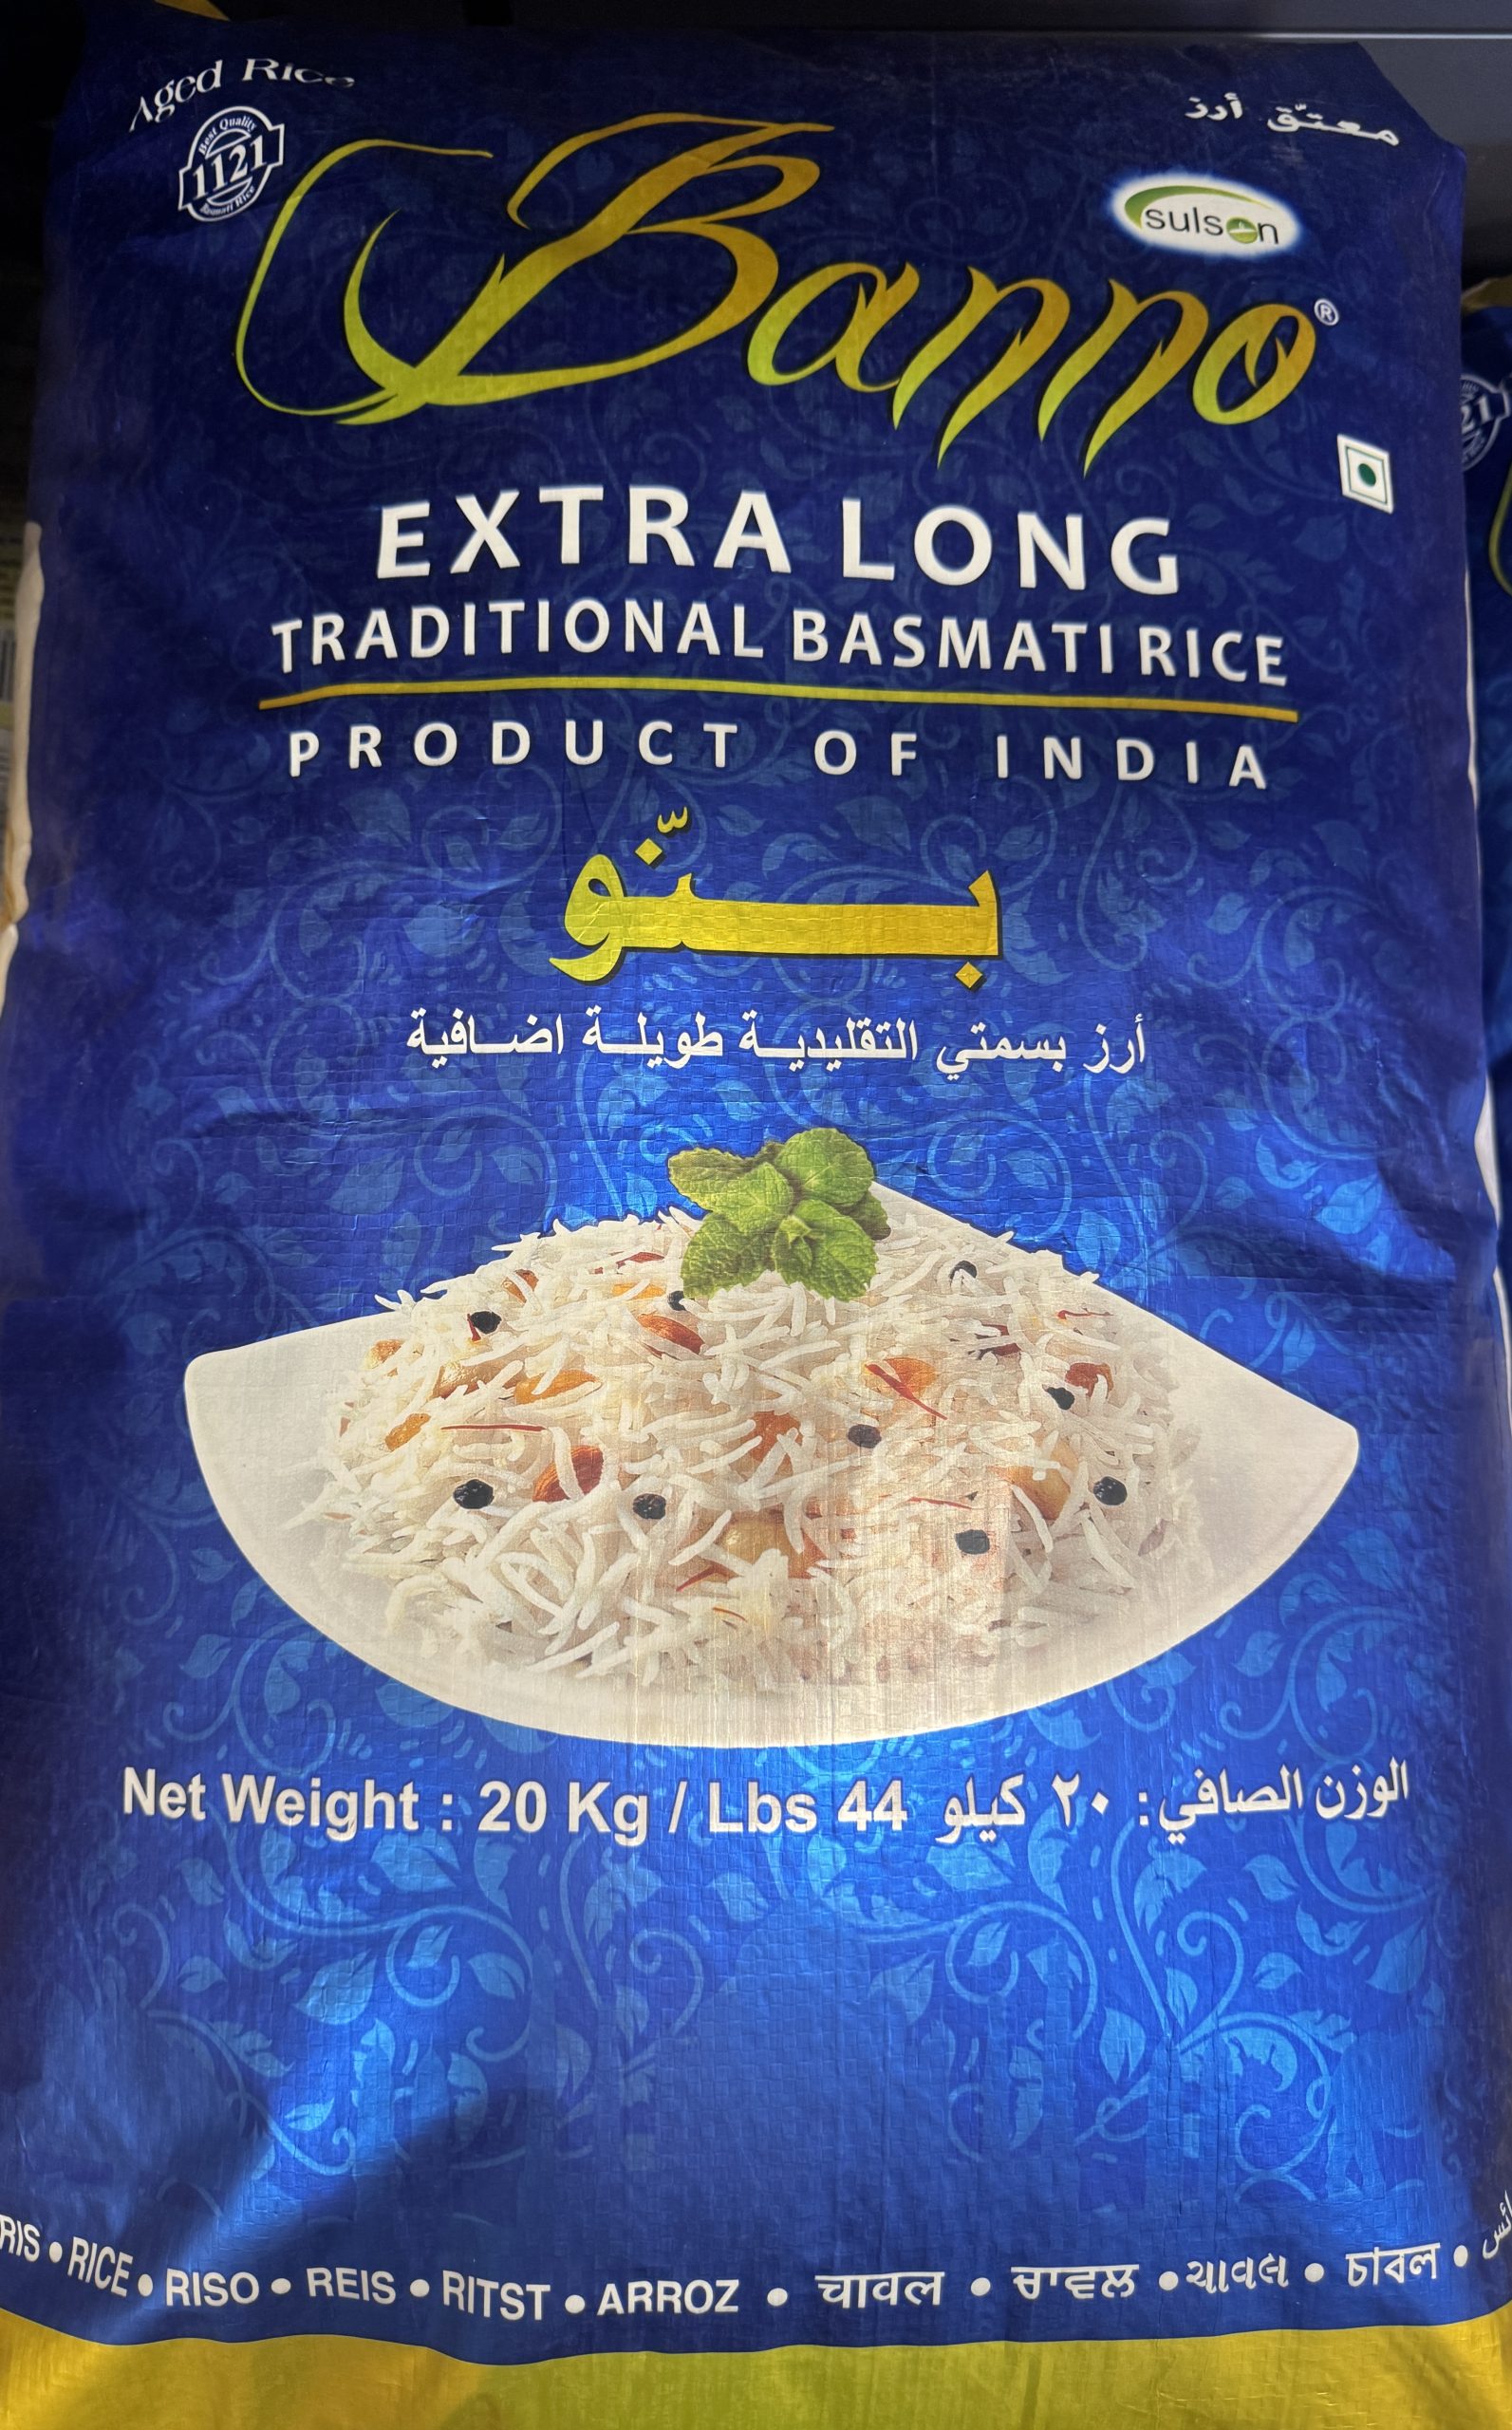 Aged Rice
معتّق أرز
Best Quality
1121
Basmati Rice
sulson
Banno®
EXTRA LONG
TRADITIONAL BASMATI RICE
PRODUCT OF INDIA
بنّو
أرز بسمتي التقليدية طويلة اضافية
Net Weight : 20 Kg / Lbs 44 الوزن الصافي: ٢٠ كيلو
RIS • RICE • RISO • REIS • RITST • ARROZ • चावल • ਚਾਵਲ • ચાવલ • চাবল •
21